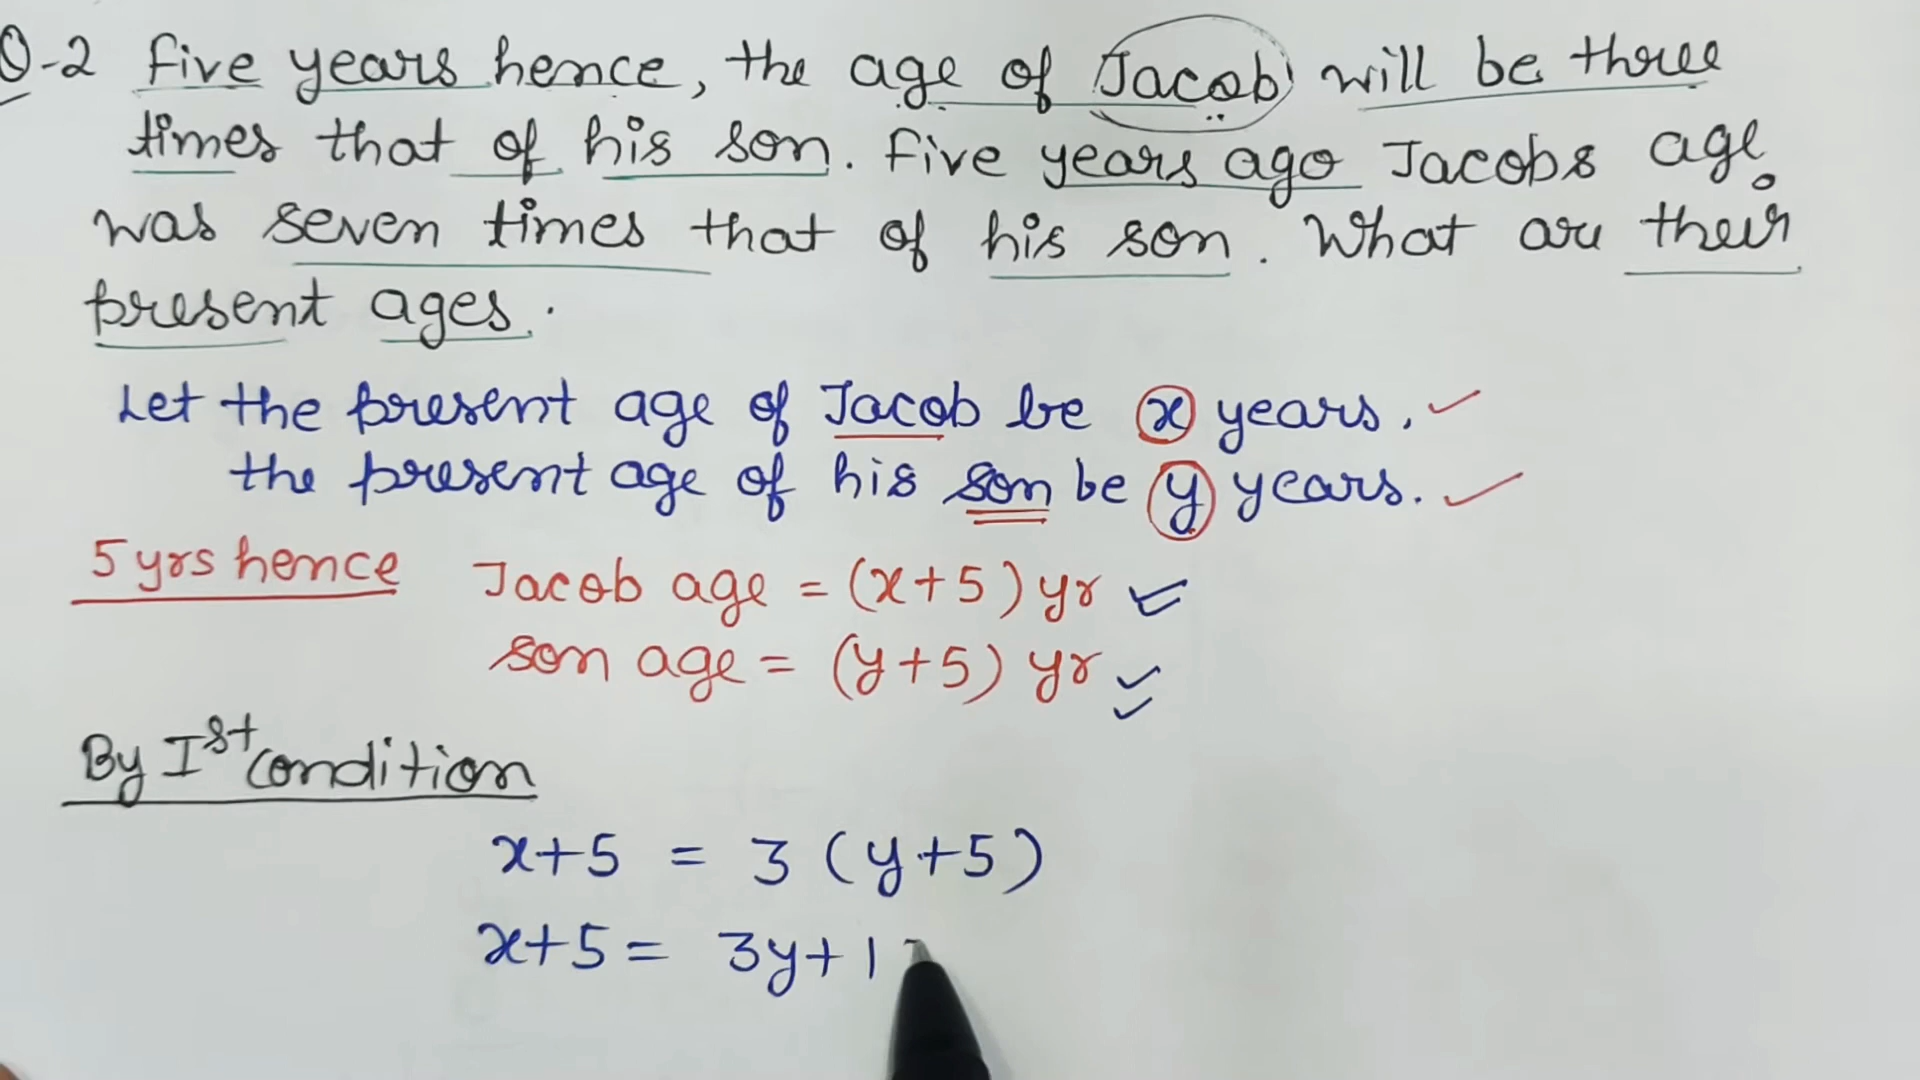 Q-2 Five years hence, the age of Jacob will be three
times that of his son. Five years ago Jacobs age
was seven times that of his son. What are their
present ages.
Let the present age of Jacob be x years.
the present age of his son be y years.
5 yrs hence Jacob age = (x+5) yr
son age = (y+5) yr
By Ist condition
x+5 = 3 (y+5)
x+5 = 3y+1